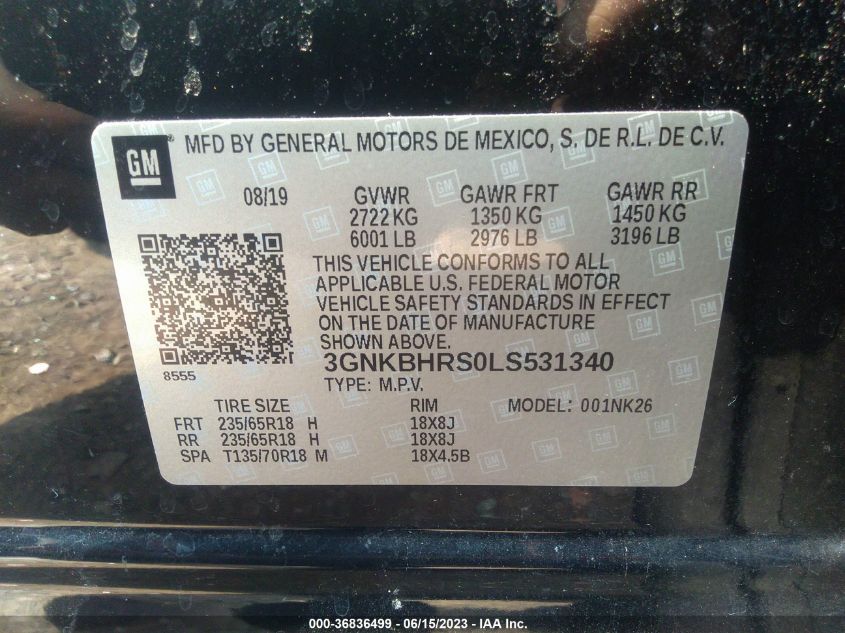 GM
MFD BY GENERAL MOTORS DE MEXICO, S. DE R.L. DE C.V.
08/19 GVWR GAWR FRT GAWR RR
2722 KG 1350 KG 1450 KG
6001 LB 2976 LB 3196 LB
THIS VEHICLE CONFORMS TO ALL
APPLICABLE U.S. FEDERAL MOTOR
VEHICLE SAFETY STANDARDS IN EFFECT
ON THE DATE OF MANUFACTURE
SHOWN ABOVE.
8555
3GNKBHRS0LS531340
TYPE: M.P.V.
TIRE SIZE RIM MODEL: 001NK26
FRT 235/65R18 H 18X8J
RR 235/65R18 H 18X8J
SPA T135/70R18 M 18X4.5B
000-36836499 - 06/15/2023 - IAA Inc.